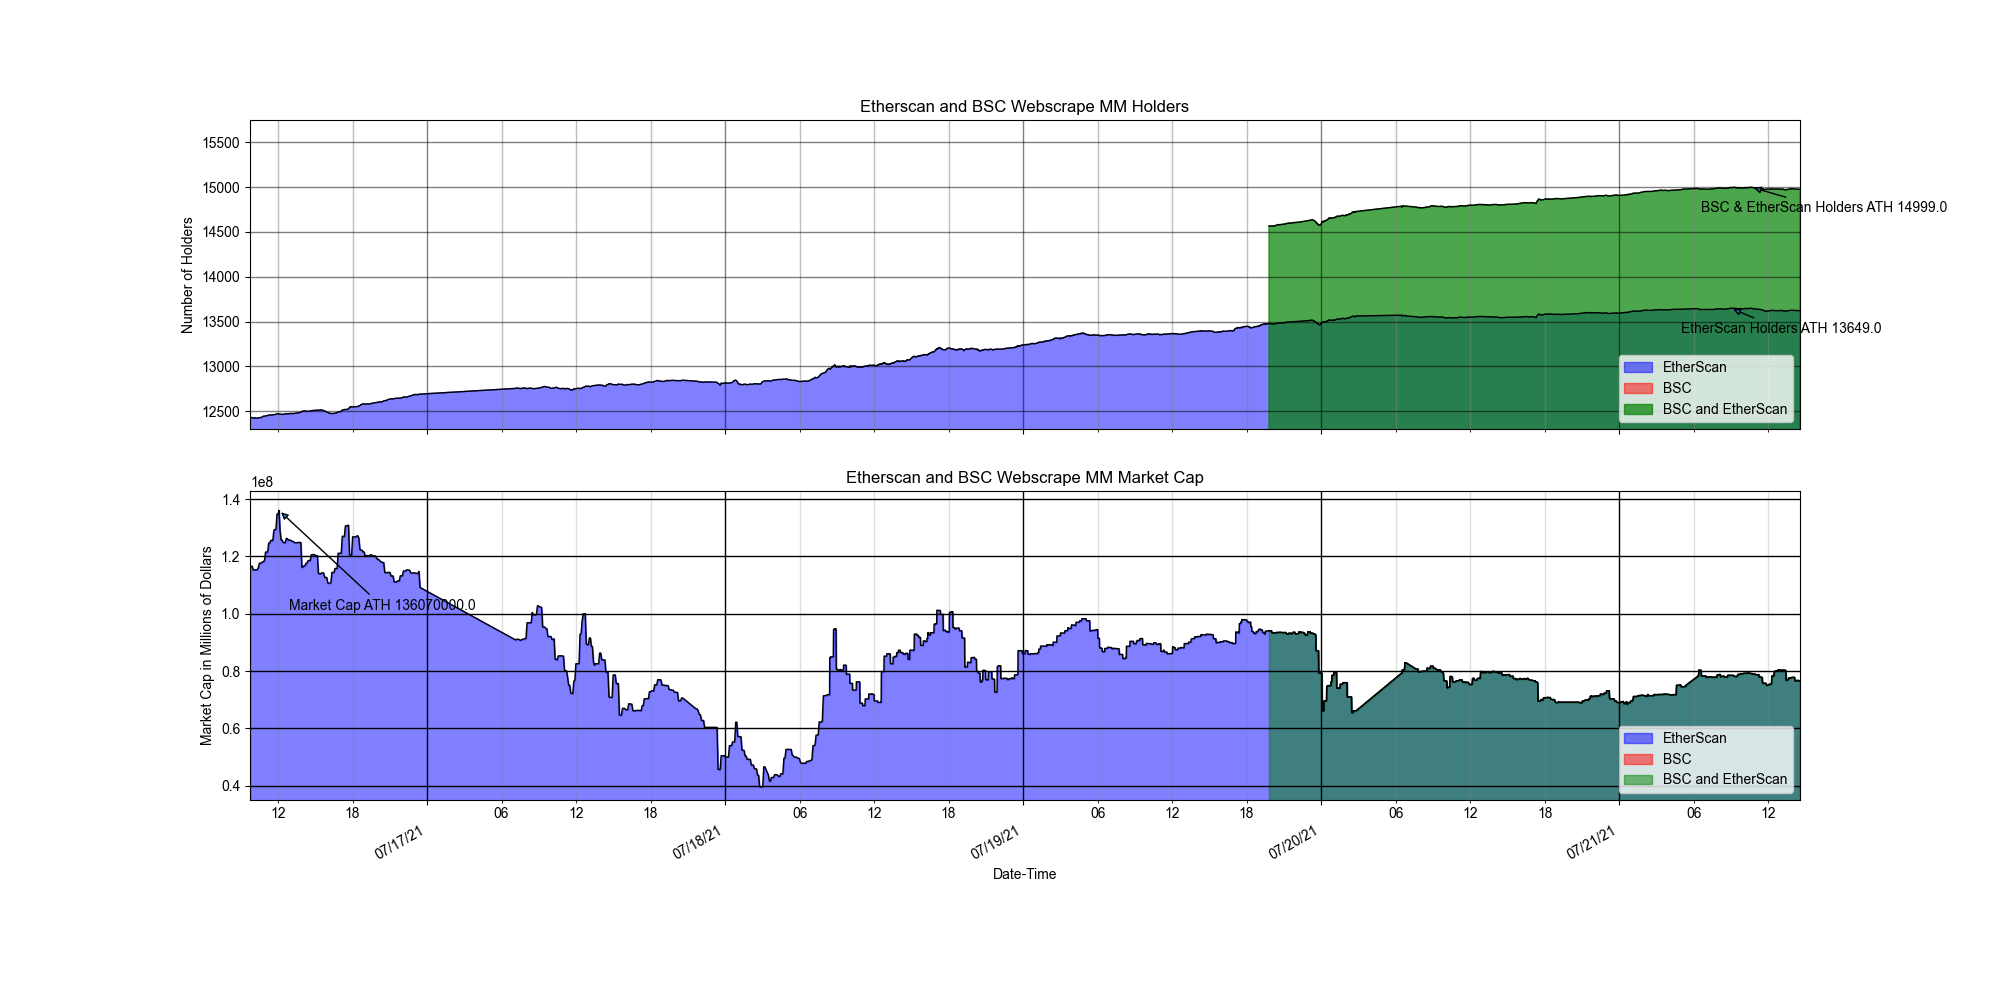 Etherscan and BSC Webscrape MM Holders
15500
15000
14500
14000
13500
13000
12500
Number of Holders
BSC & EtherScan Holders ATH 14999.0
EtherScan Holders ATH 13649.0
EtherScan
BSC
BSC and EtherScan
Etherscan and BSC Webscrape MM Market Cap
1e8
1.4
1.2
1.0
0.8
0.6
0.4
Market Cap in Millions of Dollars
Market Cap ATH 136070000.0
EtherScan
BSC
BSC and EtherScan
12 18 06 12 18 06 12 18 06 12 18 06 12 18 06 12
07/17/21 07/18/21 07/19/21 07/20/21 07/21/21
Date-Time